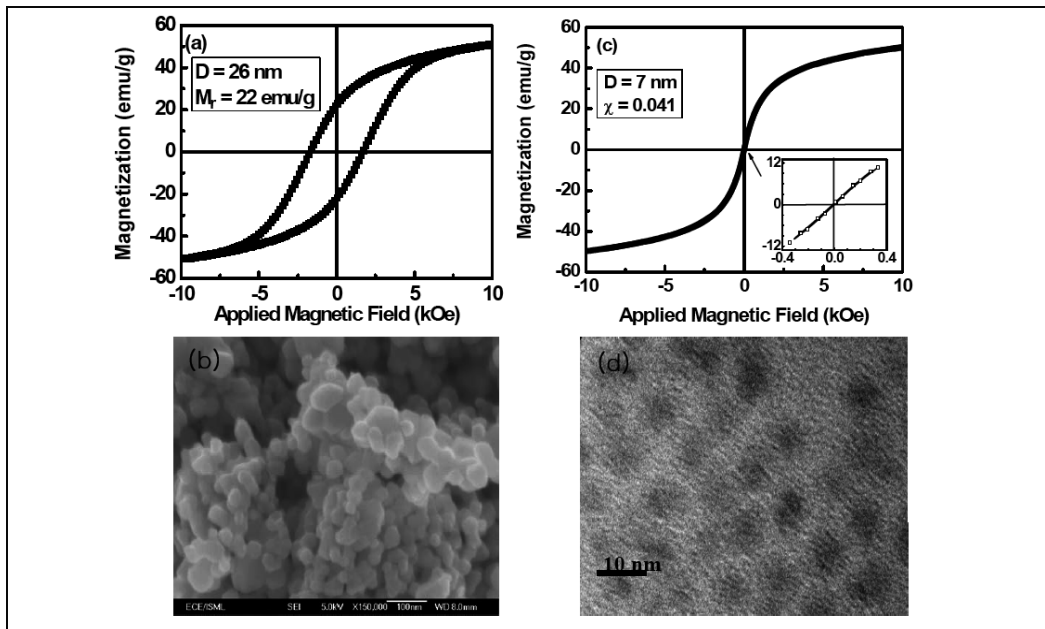 (a)
D = 26 nm
Mr = 22 emu/g
Magnetization (emu/g)
60
40
20
0
-20
-40
-60
-10 -5 0 5 10
Applied Magnetic Field (kOe)
(c)
D = 7 nm
χ = 0.041
Magnetization (emu/g)
60
40
20
0
-20
-40
-60
12
0
-12
-0.4 0.0 0.4
-10 -5 0 5 10
Applied Magnetic Field (kOe)
(b)
ECE/ISML SEI 5.0kV X150,000 100nm WD 8.0mm
(d)
10 nm